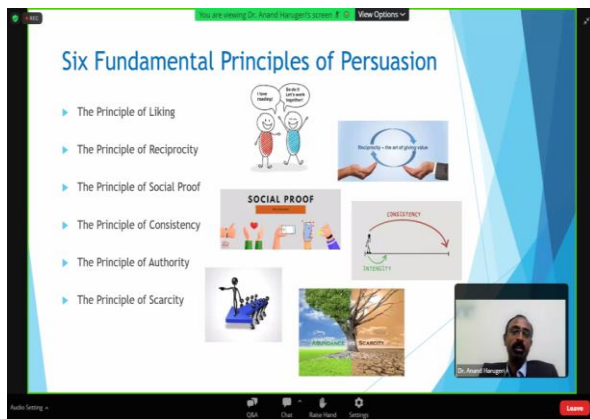 REC
You are viewing Dr. Anand Harugeri's screen
View Options
Six Fundamental Principles of Persuasion
The Principle of Liking
The Principle of Reciprocity
The Principle of Social Proof
The Principle of Consistency
The Principle of Authority
The Principle of Scarcity
I love
reading!
So do I!
Let's work
together!
Reciprocity – the art of giving value
SOCIAL PROOF
CONSISTENCY
INTENSITY
ABUNDANCE
SCARCITY
Dr. Anand Harugeri
Audio Setting
Q&A
Chat
Raise Hand
Settings
Leave